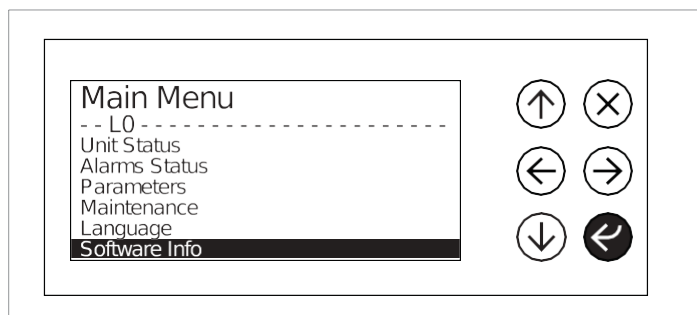 Main Menu
- - L0 - - - - - - - - - - - - - - - - - - - - - -
Unit Status
Alarms Status
Parameters
Maintenance
Language
Software Info